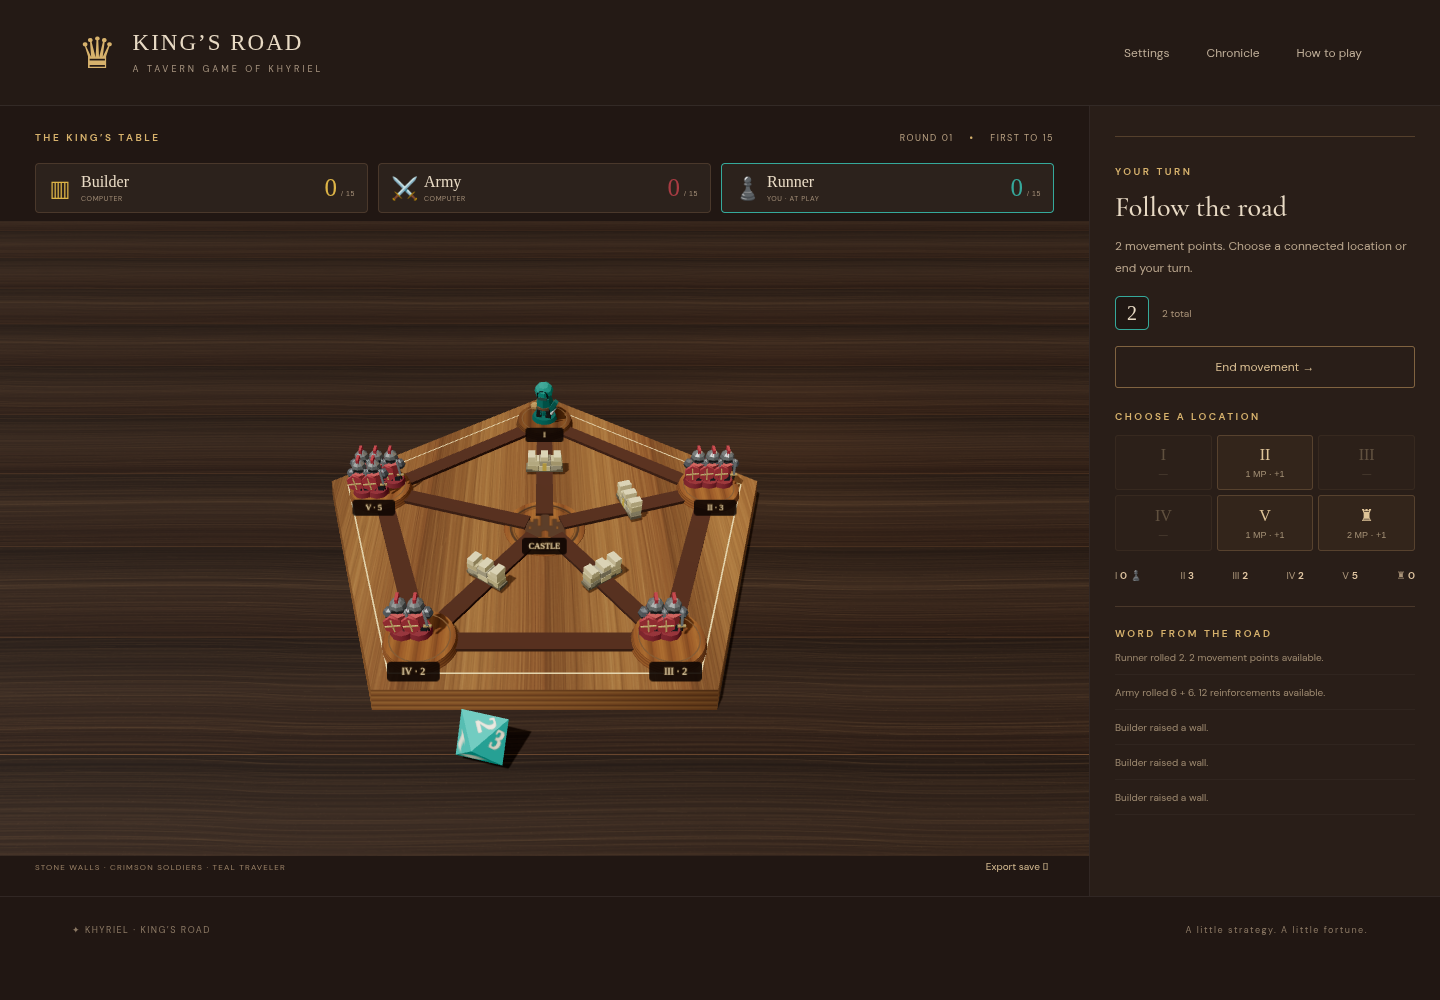 KING'S ROAD
A TAVERN GAME OF KHYRIEL
Settings
Chronicle
How to play
THE KING'S TABLE
ROUND 01 • FIRST TO 15
Builder
COMPUTER
0 / 15
Army
COMPUTER
0 / 15
Runner
YOU · AT PLAY
0 / 15
I
V · 5
II · 3
CASTLE
IV · 2
III · 2
2
3
STONE WALLS · CRIMSON SOLDIERS · TEAL TRAVELER
Export save
YOUR TURN
Follow the road
2 movement points. Choose a connected location or
end your turn.
2
2 total
End movement →
CHOOSE A LOCATION
I
—
II
1 MP · +1
III
—
IV
—
V
1 MP · +1
♜
2 MP · +1
I 0 ♟ II 3 III 2 IV 2 V 5 ♜ 0
WORD FROM THE ROAD
Runner rolled 2. 2 movement points available.
Army rolled 6 + 6. 12 reinforcements available.
Builder raised a wall.
Builder raised a wall.
Builder raised a wall.
✦ KHYRIEL · KING'S ROAD
A little strategy. A little fortune.